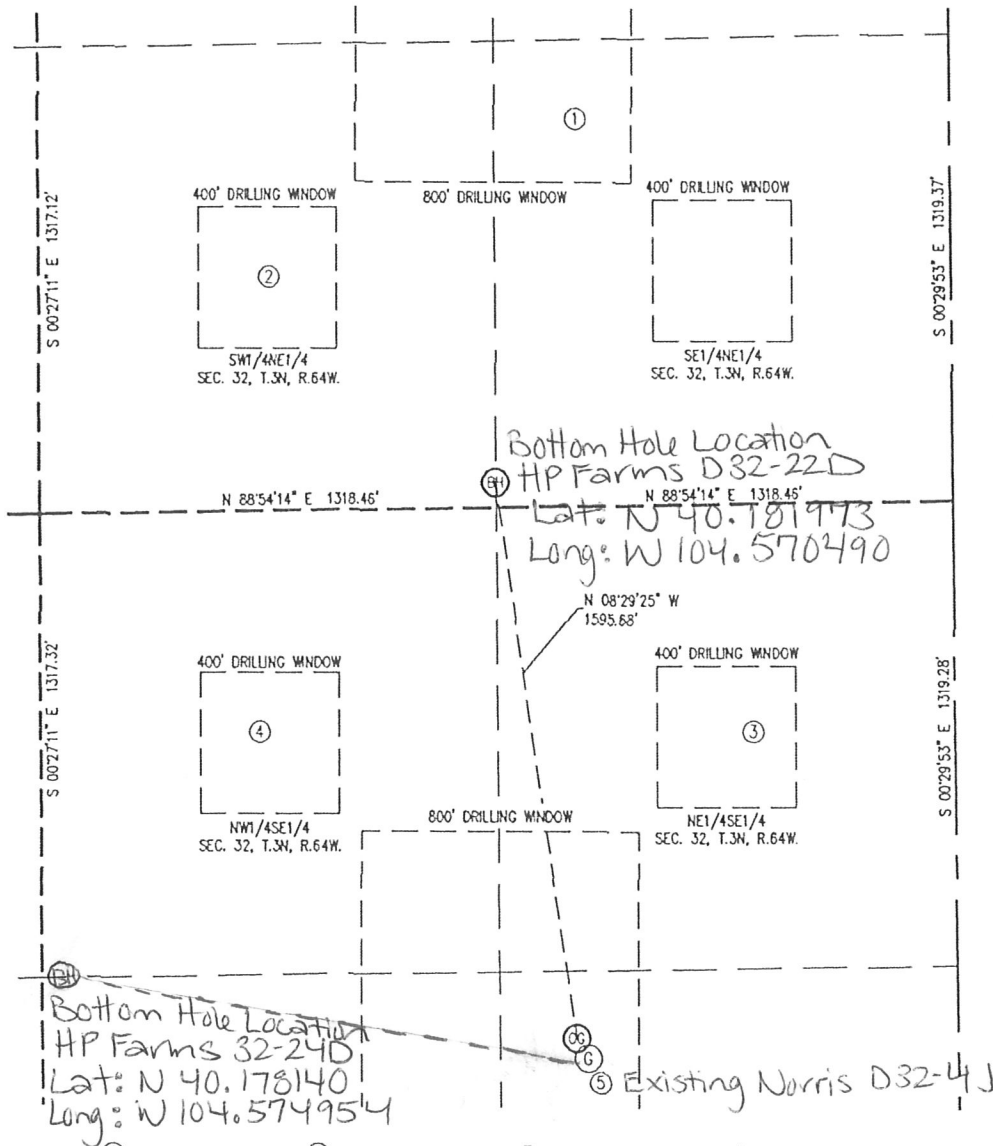 ①
400' DRILLING WINDOW
800' DRILLING WINDOW
400' DRILLING WINDOW
S 00°27'11" E 1317.12'
S 00°29'53" E 1319.37'
②
SW1/4NE1/4
SEC. 32, T.3N, R.64W.
SE1/4NE1/4
SEC. 32, T.3N, R.64W.
Bottom Hole Location
BH HP Farms D32-22D
N 88°54'14" E 1318.46'
N 88°54'14" E 1318.46'
Lat: N 40.181973
Long: W 104.570490
N 08°29'25" W
1595.68'
S 00°27'11" E 1317.32'
S 00°29'53" E 1319.28'
400' DRILLING WINDOW
400' DRILLING WINDOW
④
③
NW1/4SE1/4
SEC. 32, T.3N, R.64W.
800' DRILLING WINDOW
NE1/4SE1/4
SEC. 32, T.3N, R.64W.
BH
Bottom Hole Location
HP Farms 32-24D
Lat: N 40.178140
Long: W 104.574954
OG
G
⑤ Existing Norris D32-4J